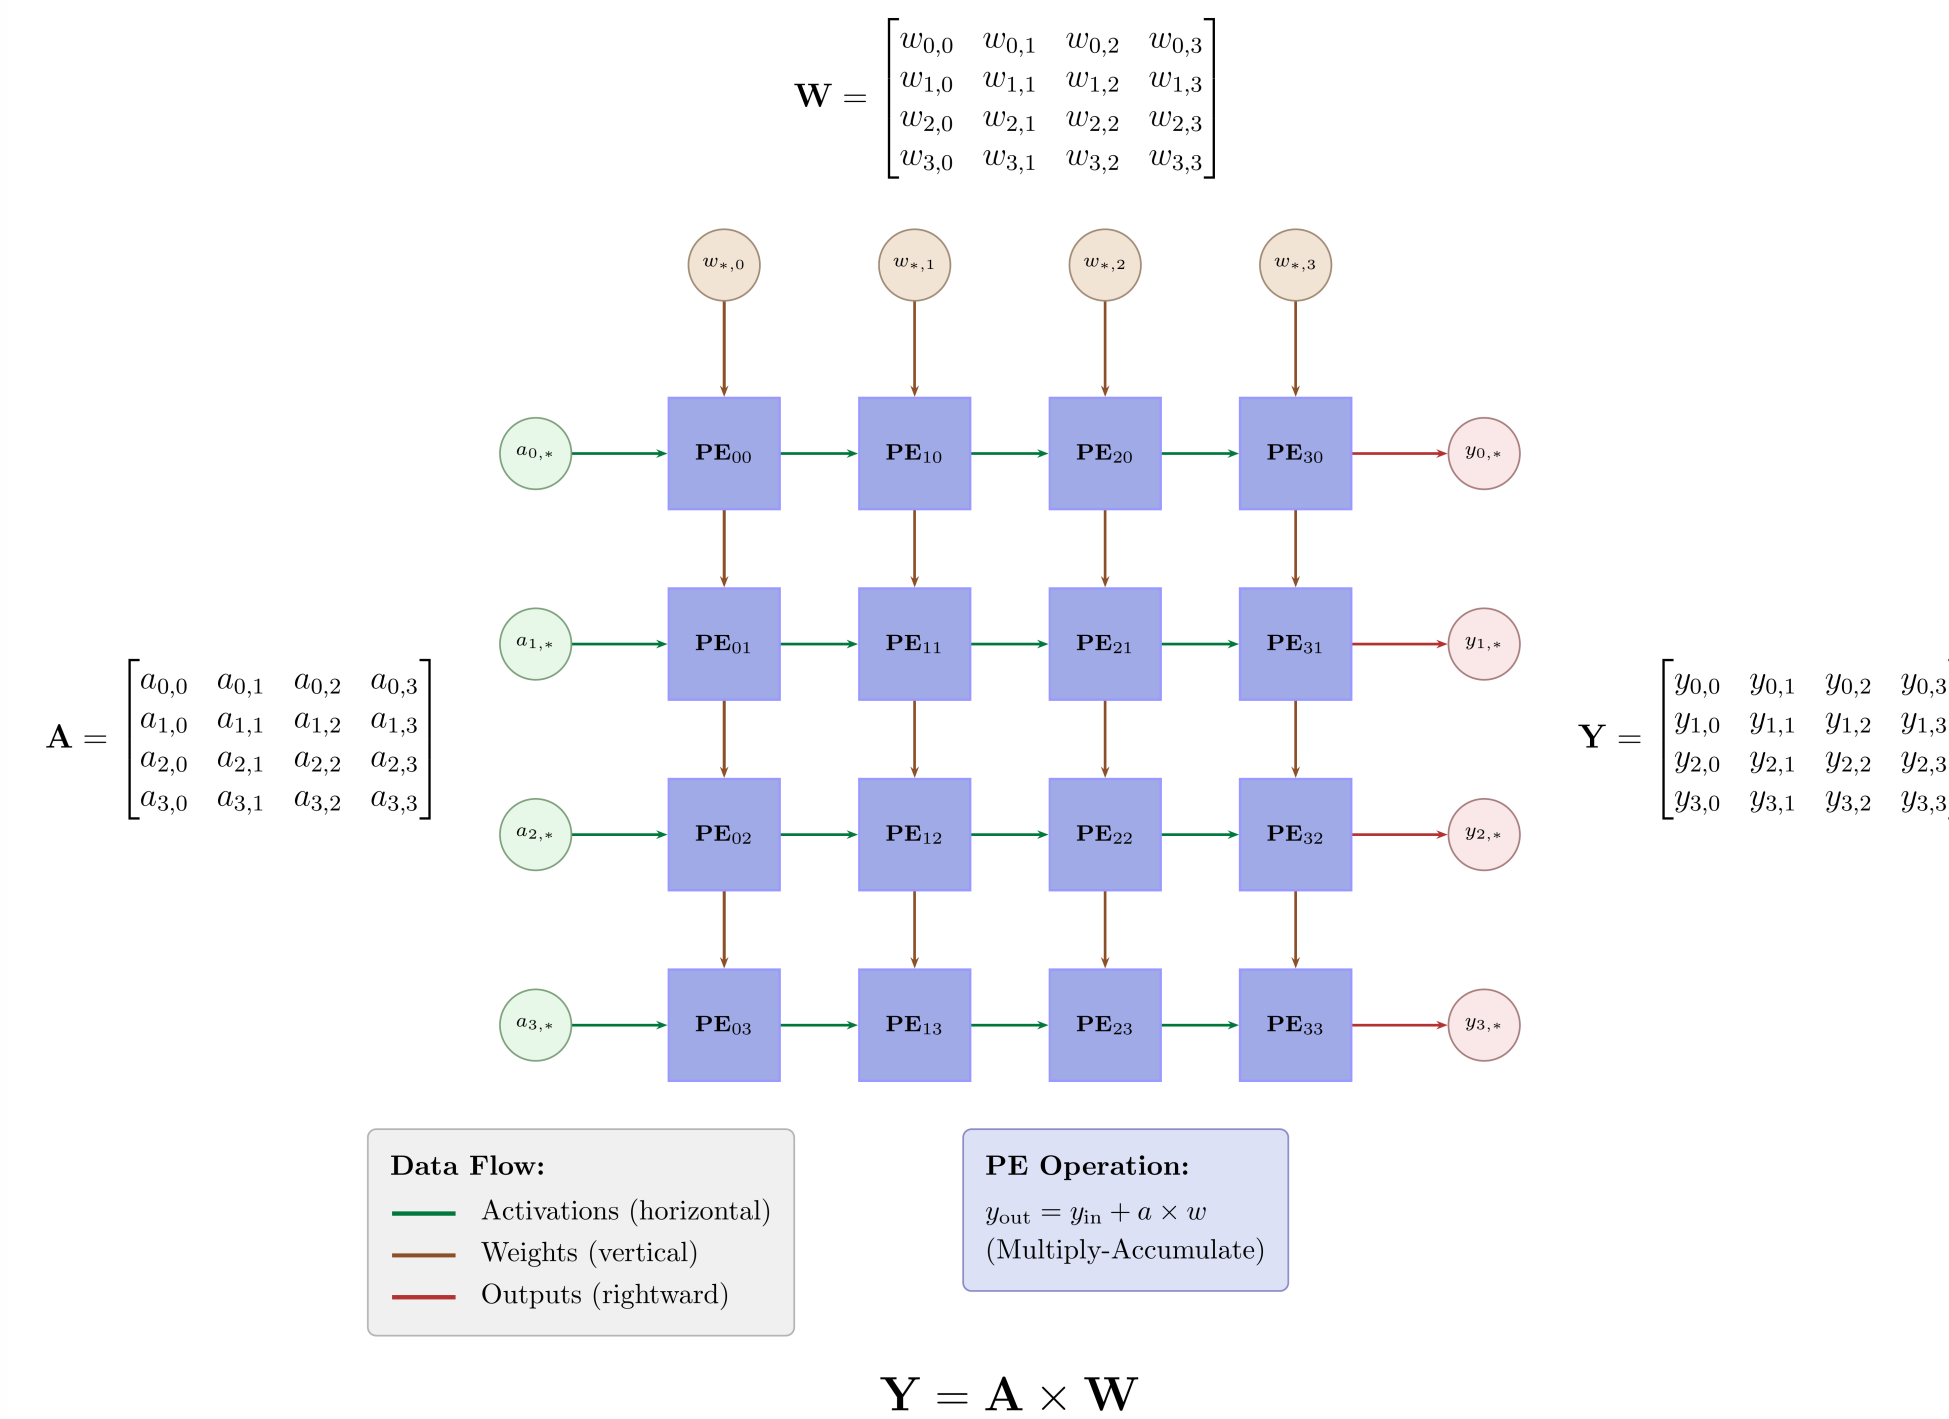 W =
w0,0 w0,1 w0,2 w0,3
w1,0 w1,1 w1,2 w1,3
w2,0 w2,1 w2,2 w2,3
w3,0 w3,1 w3,2 w3,3
w*,0 w*,1 w*,2 w*,3
a0,* PE00 PE10 PE20 PE30 y0,*
a1,* PE01 PE11 PE21 PE31 y1,*
A =
a0,0 a0,1 a0,2 a0,3
a1,0 a1,1 a1,2 a1,3
a2,0 a2,1 a2,2 a2,3
a3,0 a3,1 a3,2 a3,3
Y =
y0,0 y0,1 y0,2 y0,3
y1,0 y1,1 y1,2 y1,3
y2,0 y2,1 y2,2 y2,3
y3,0 y3,1 y3,2 y3,3
a2,* PE02 PE12 PE22 PE32 y2,*
a3,* PE03 PE13 PE23 PE33 y3,*
Data Flow:
Activations (horizontal)
Weights (vertical)
Outputs (rightward)
PE Operation:
yout = yin + a × w
(Multiply-Accumulate)
Y = A × W